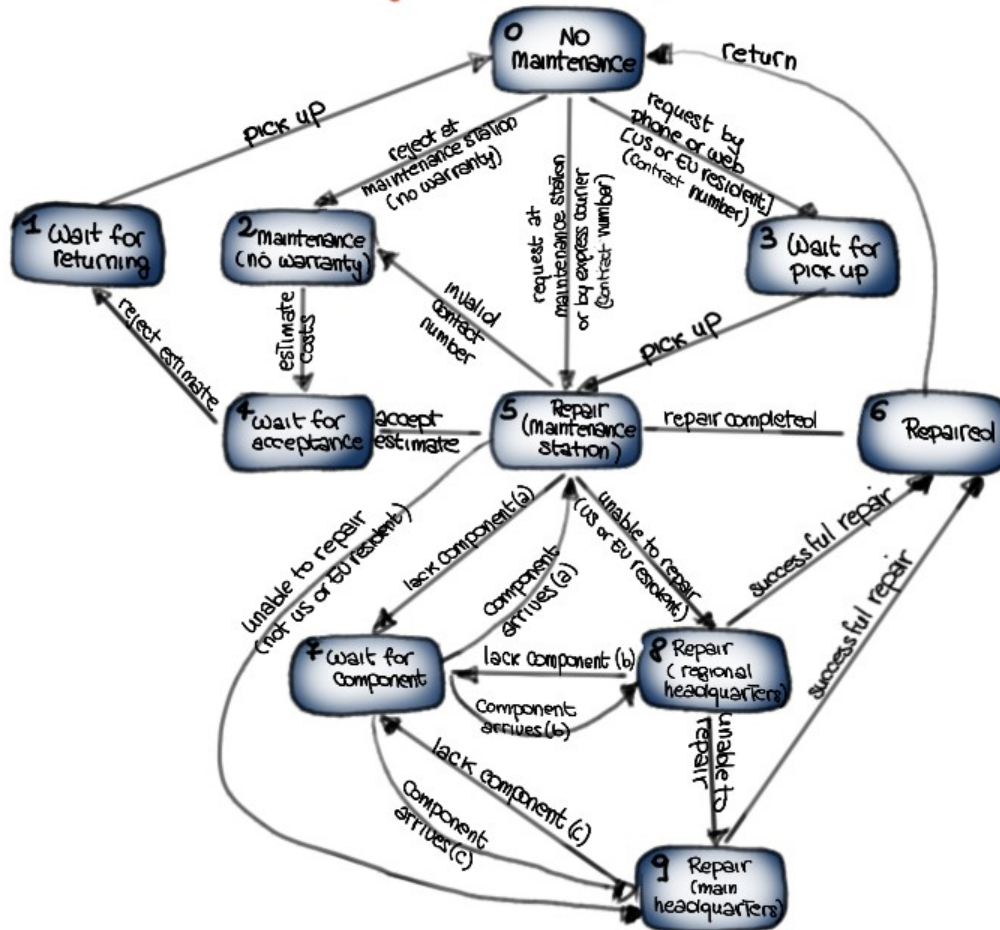 0 NO
Maintenance
return
pick up
reject at
maintenance station
(no warranty)
request at
maintenance station
or by express courier
(Contract number)
request by
phone or web
[US or EU resident]
(Contract number)
1 Wait for
returning
2 Maintenance
(no warranty)
3 Wait for
pick up
reject estimate
estimate
costs
invalid
contact
number
pick up
4 Wait for
acceptance
accept
estimate
5 Repair
(maintenance
station)
repair completed
6 Repaired
unable to repair
(not US or EU resident)
lack component (a)
Component
arrives (a)
unable to repair
(US or EU resident)
successful repair
successful repair
7 Wait for
component
lack component (b)
Component
arrives (b)
8 Repair
(regional
headquarters)
unable to
repair
lack component (c)
Component
arrives (c)
9 Repair
(main
headquarters)